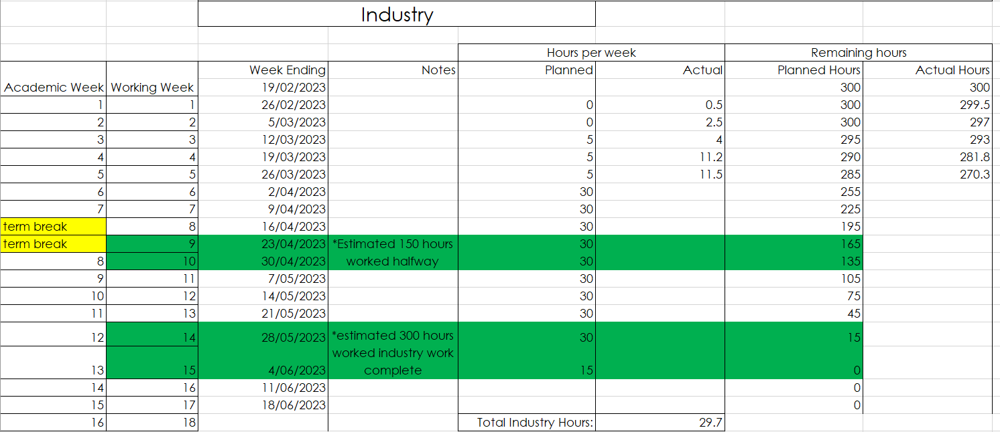 Industry
Hours per week Remaining hours
Week Ending Notes Planned Actual Planned Hours Actual Hours
Academic Week Working Week 19/02/2023 300 300
1 1 26/02/2023 0 0.5 300 299.5
2 2 5/03/2023 0 2.5 300 297
3 3 12/03/2023 5 4 295 293
4 4 19/03/2023 5 11.2 290 281.8
5 5 26/03/2023 5 11.5 285 270.3
6 6 2/04/2023 30 255
7 7 9/04/2023 30 225
term break 8 16/04/2023 30 195
term break 9 23/04/2023 *Estimated 150 hours 30 165
8 10 30/04/2023 worked halfway 30 135
9 11 7/05/2023 30 105
10 12 14/05/2023 30 75
11 13 21/05/2023 30 45
12 14 28/05/2023 *estimated 300 hours 30 15
worked industry work
13 15 4/06/2023 complete 15 0
14 16 11/06/2023 0
15 17 18/06/2023 0
16 18 Total Industry Hours: 29.7